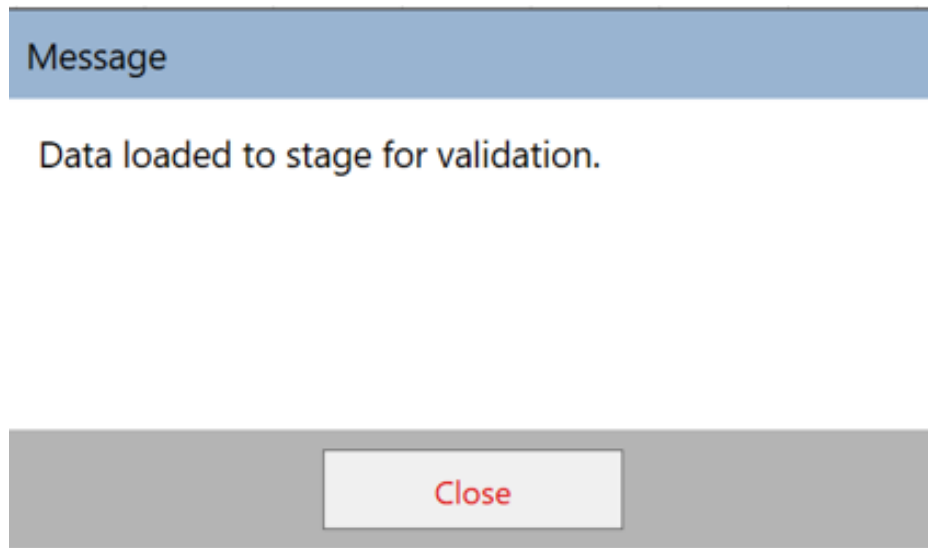 Message
Data loaded to stage for validation.
Close